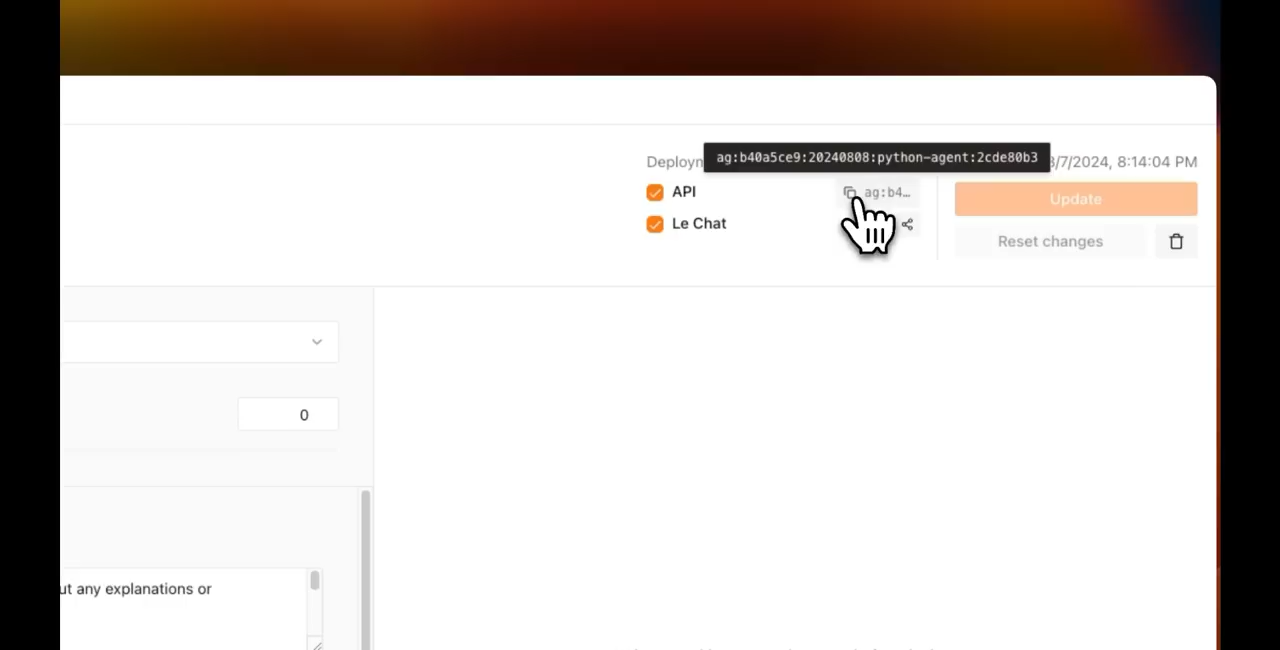 ag:b40a5ce9:20240808:python-agent:2cde80b3
Deployn
/7/2024, 8:14:04 PM
API
ag:b4…
Update
Le Chat
Reset changes
0
ut any explanations or